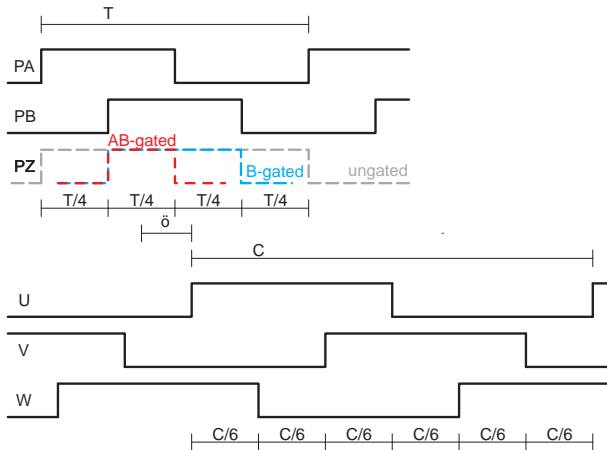 T
PA
PB
AB-gated
PZ
B-gated
ungated
T/4 T/4 T/4 T/4
ö
C
U
V
W
C/6 C/6 C/6 C/6 C/6 C/6